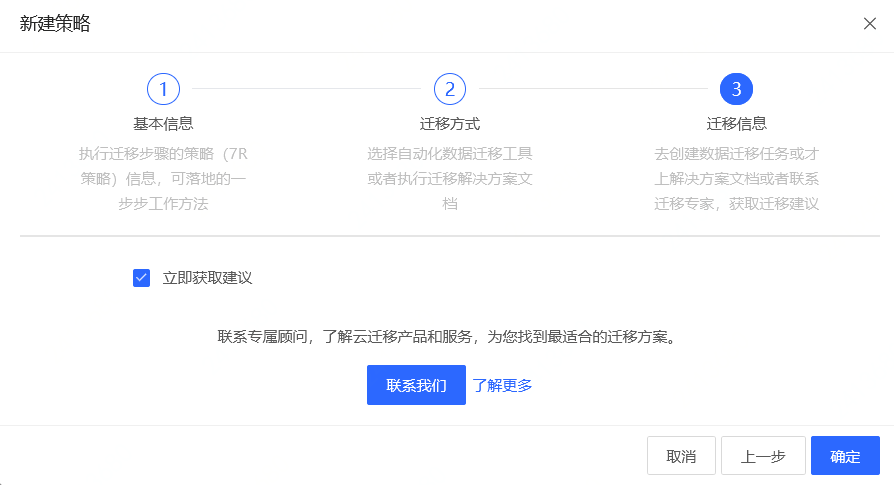 新建策略
1
2
3
基本信息
迁移方式
迁移信息
执行迁移步骤的策略（7R
策略）信息，可落地的一
步步工作方法
选择自动化数据迁移工具
或者执行迁移解决方案文
档
去创建数据迁移任务或才
上解决方案文档或者联系
迁移专家，获取迁移建议
立即获取建议
联系专属顾问，了解云迁移产品和服务，为您找到最适合的迁移方案。
联系我们 了解更多
取消 上一步 确定